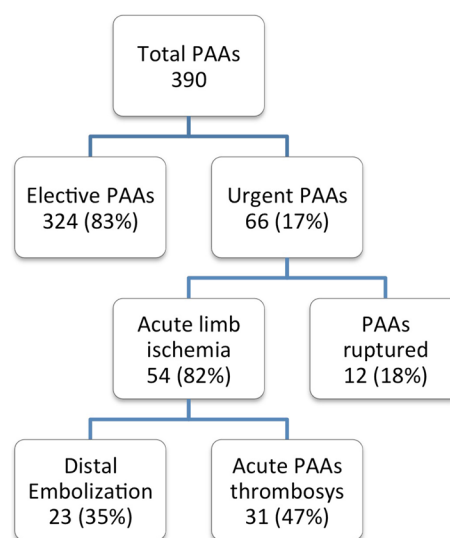 Total PAAs
390
Elective PAAs
324 (83%)
Urgent PAAs
66 (17%)
Acute limb
ischemia
54 (82%)
PAAs
ruptured
12 (18%)
Distal
Embolization
23 (35%)
Acute PAAs
thrombosys
31 (47%)